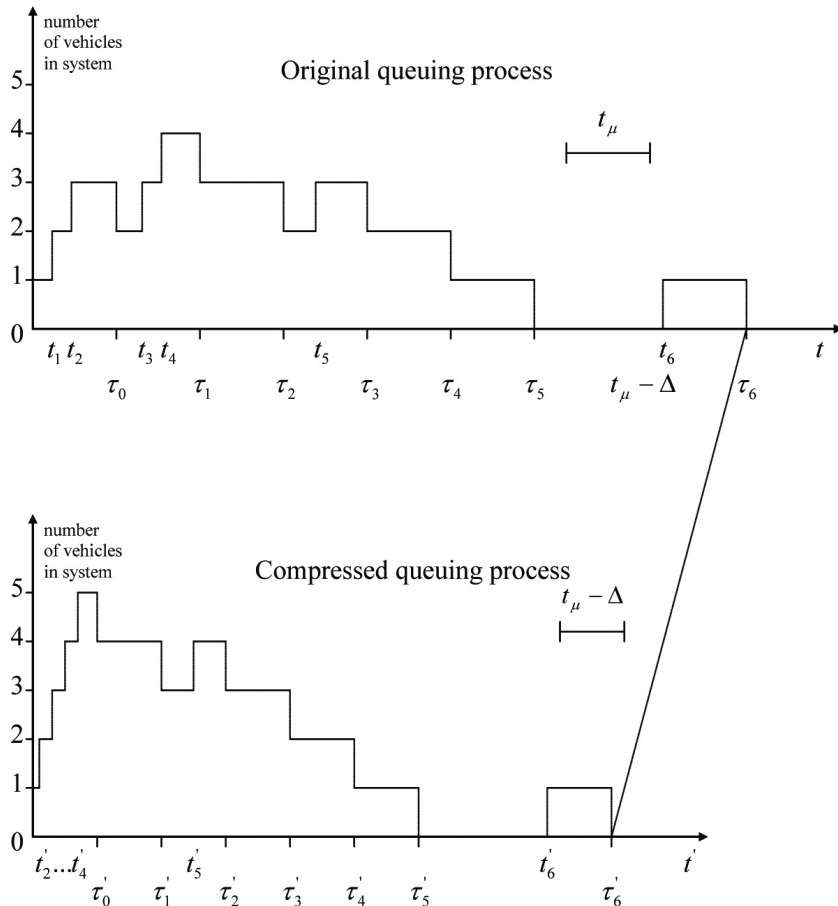 number
of vehicles
in system
Original queuing process
5
4
3
2
1
0
t_μ
t_1 t_2 t_3 t_4 t_5 t_6 t
τ_0 τ_1 τ_2 τ_3 τ_4 τ_5 t_μ − Δ τ_6
number
of vehicles
in system
Compressed queuing process
t_μ − Δ
5
4
3
2
1
0
t'_2...t'_4 t'_5 t'_6 t'
τ'_0 τ'_1 τ'_2 τ'_3 τ'_4 τ'_5 τ'_6